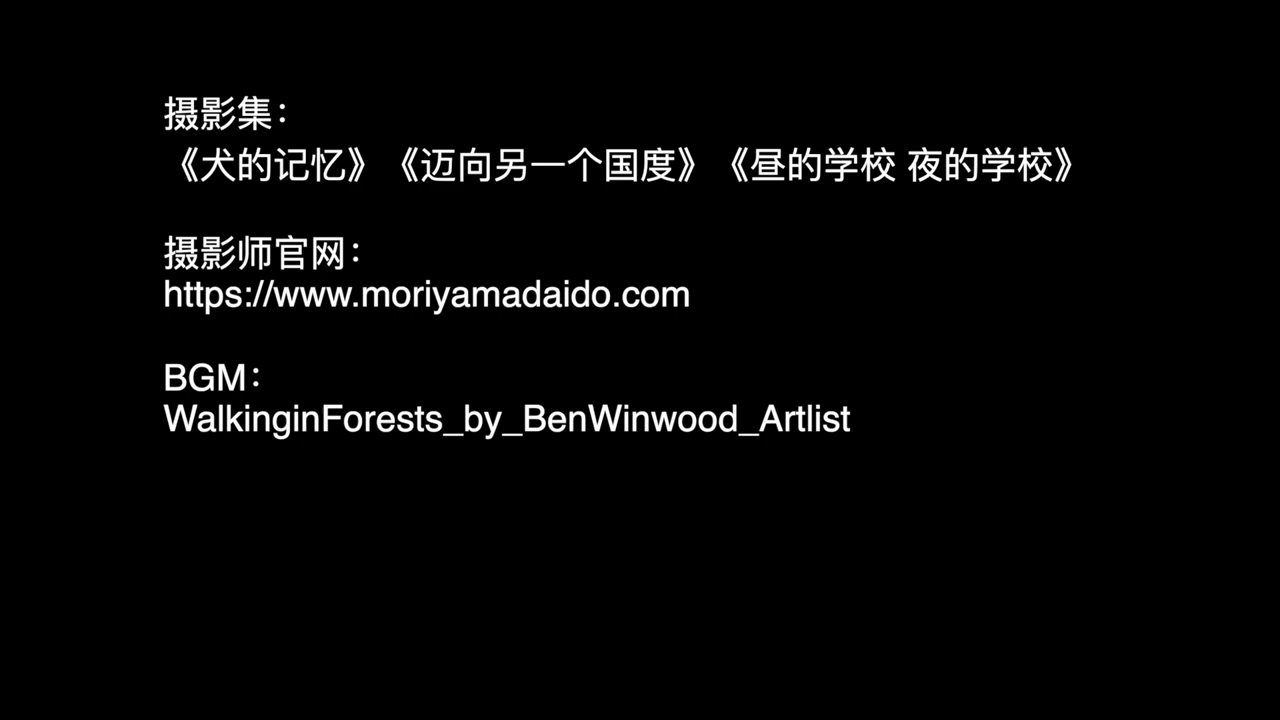 摄影集：
《犬的记忆》《迈向另一个国度》《昼的学校 夜的学校》
摄影师官网：
https://www.moriyamadaido.com
BGM：
WalkinginForests_by_BenWinwood_Artlist